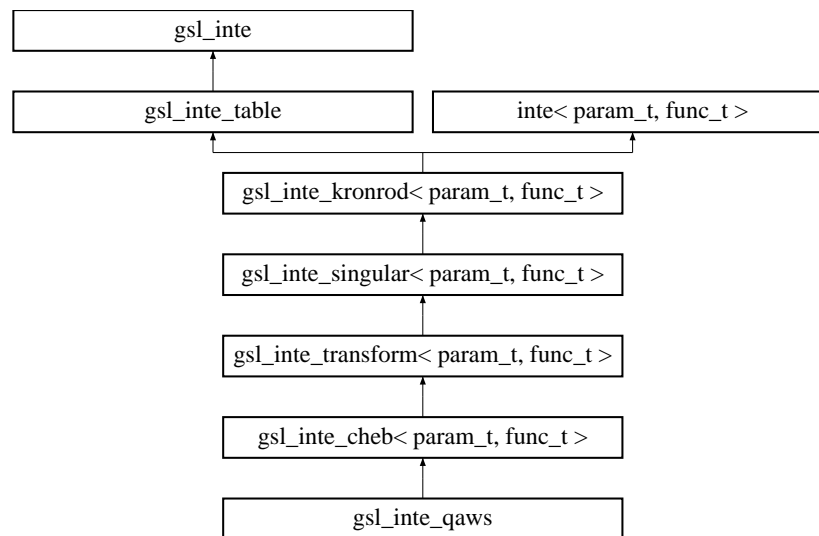 gsl_inte
gsl_inte_table
inte< param_t, func_t >
gsl_inte_kronrod< param_t, func_t >
gsl_inte_singular< param_t, func_t >
gsl_inte_transform< param_t, func_t >
gsl_inte_cheb< param_t, func_t >
gsl_inte_qaws